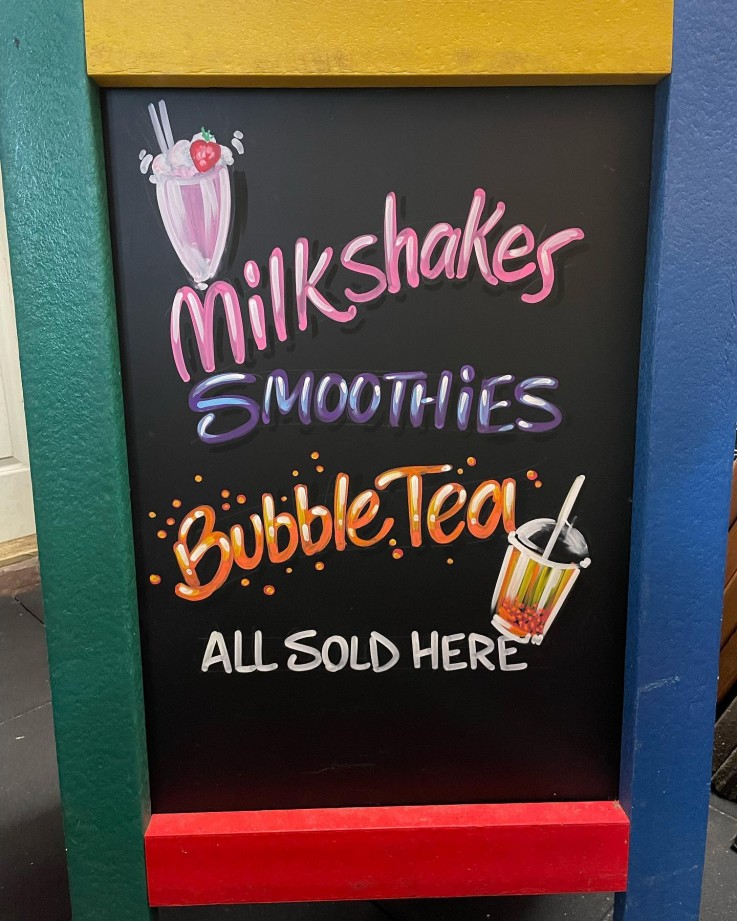 Milkshakes
SMOOTHiES
Bubble Tea
ALL SOLD HERE